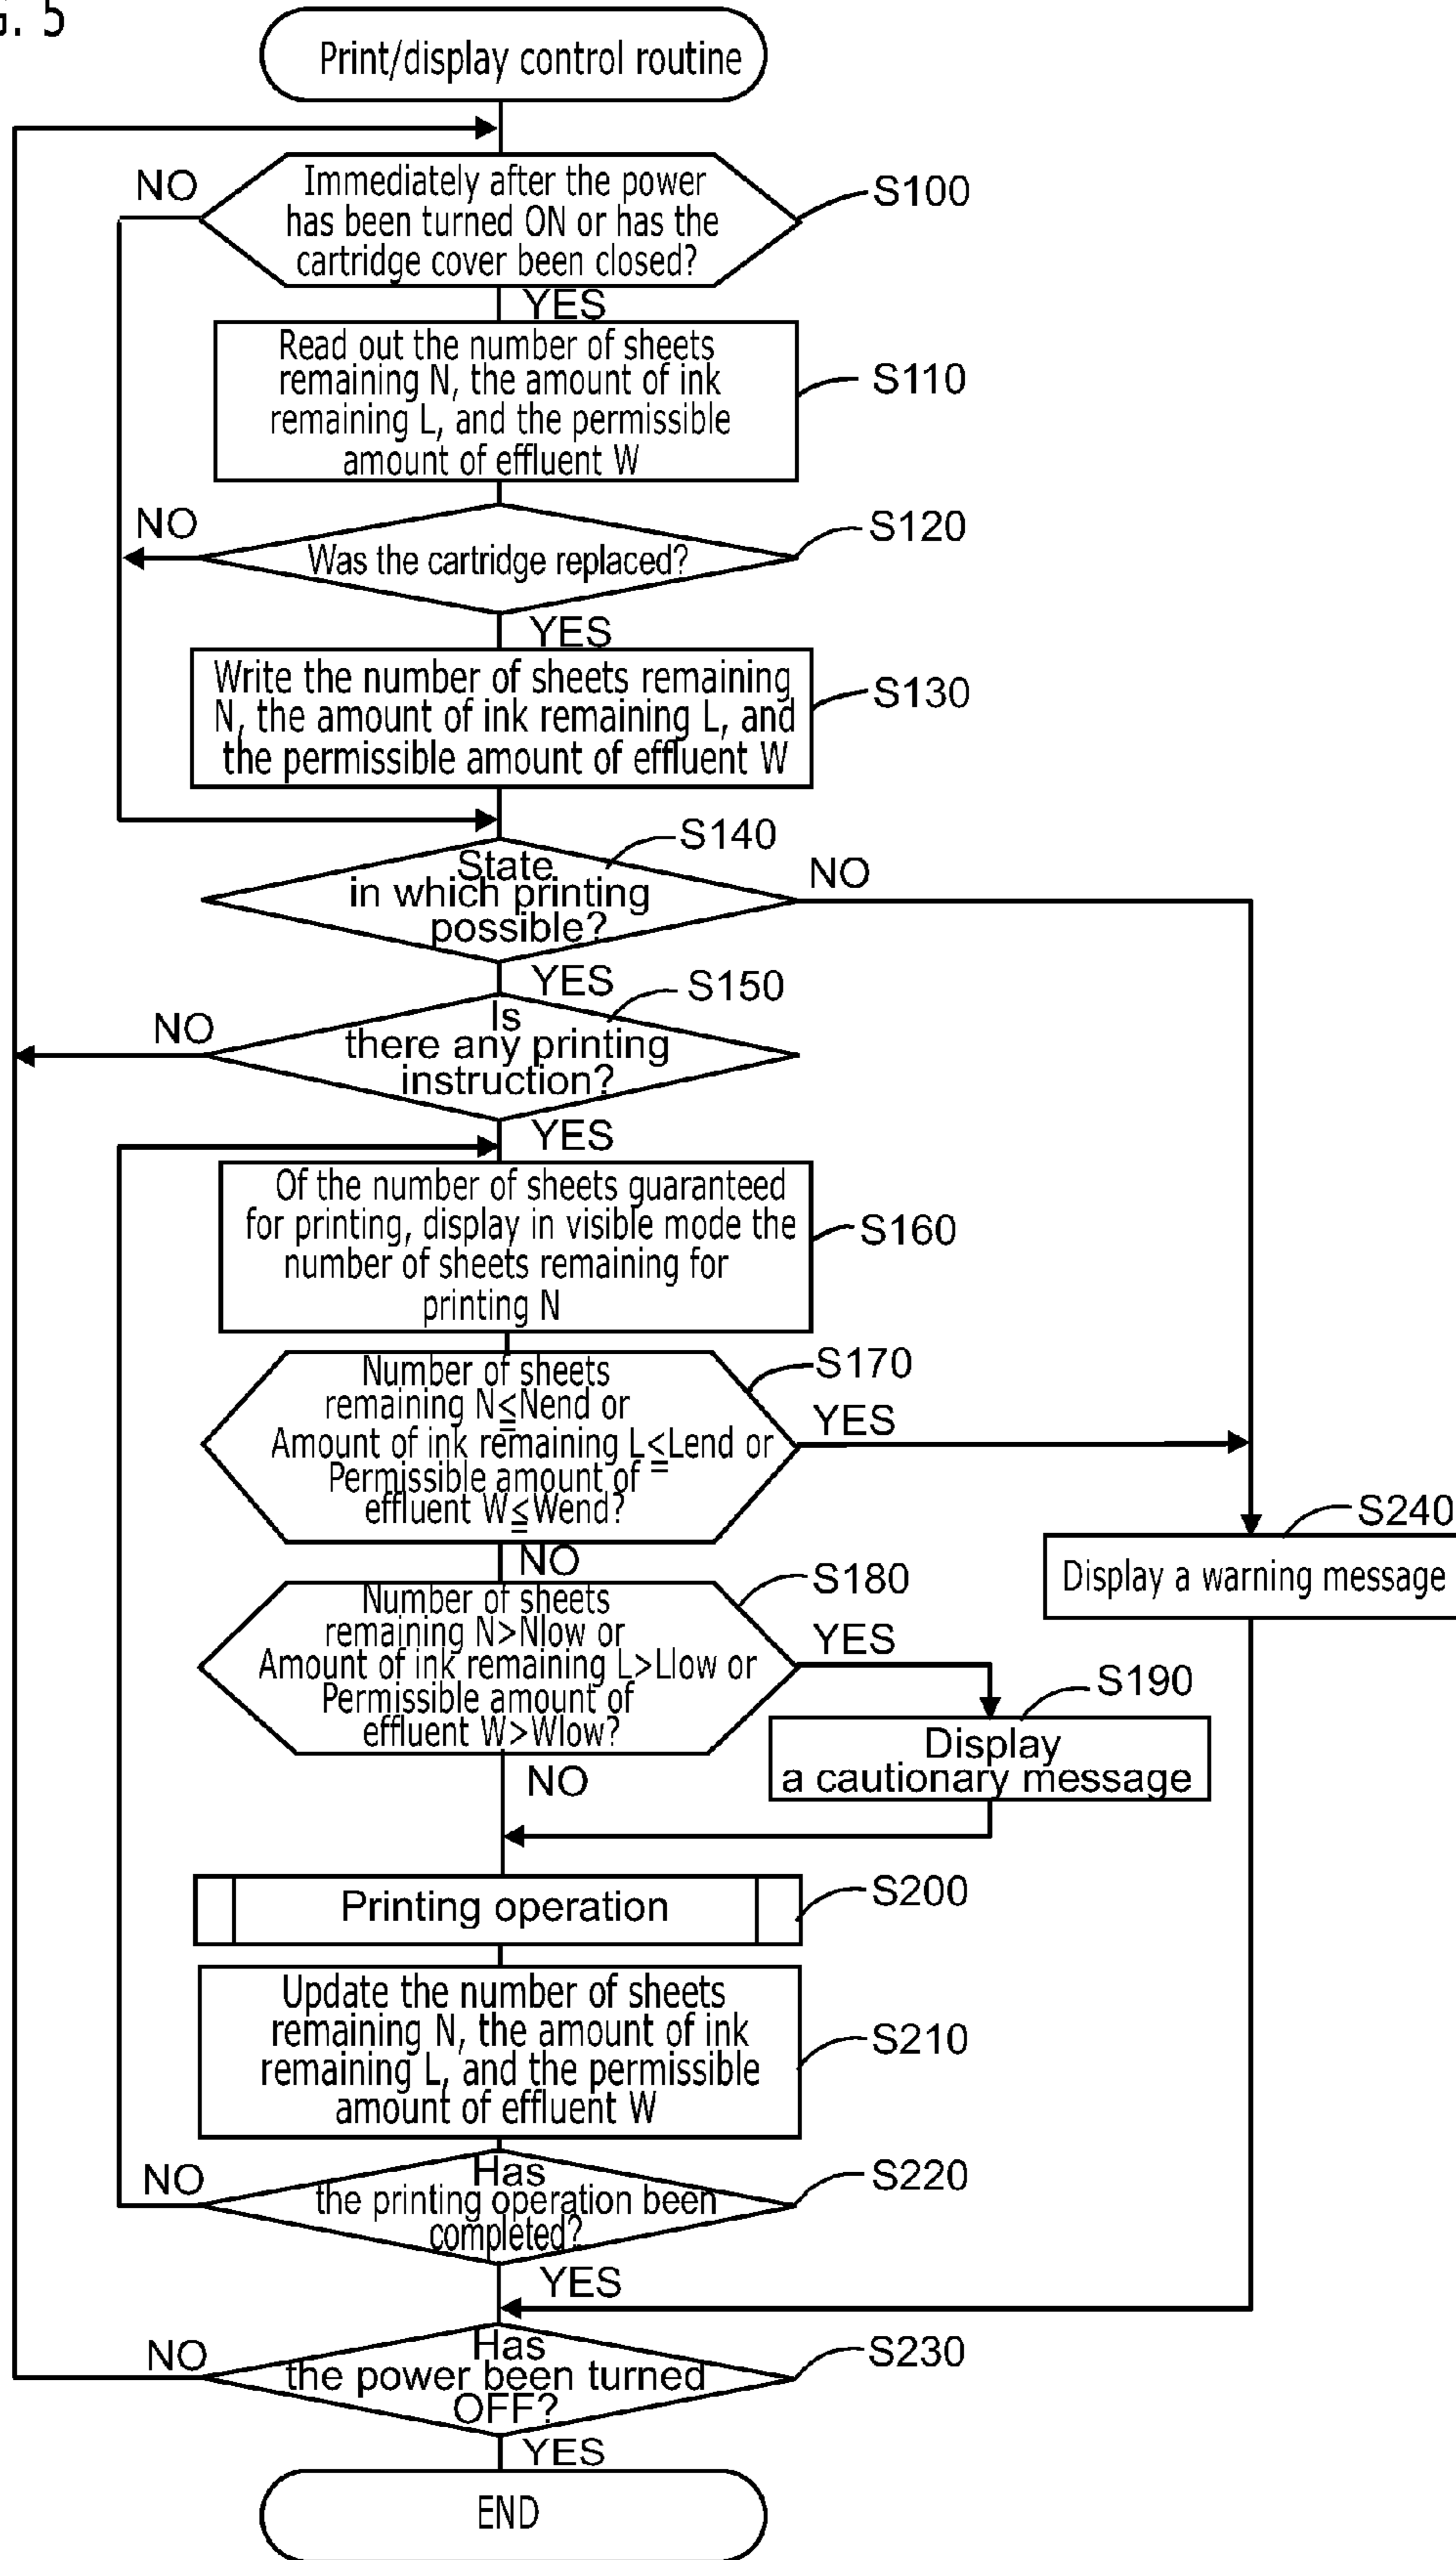 G. 5
Print/display control routine
NO
Immediately after the power
has been turned ON or has the
cartridge cover been closed?
S100
YES
Read out the number of sheets
remaining N, the amount of ink
remaining L, and the permissible
amount of effluent W
S110
NO
Was the cartridge replaced?
S120
YES
Write the number of sheets remaining
N, the amount of ink remaining L, and
the permissible amount of effluent W
S130
S140
State
in which printing
possible?
NO
YES
S150
NO
Is
there any printing
instruction?
YES
Of the number of sheets guaranteed
for printing, display in visible mode the
number of sheets remaining for
printing N
S160
Number of sheets
remaining N≦Nend or
Amount of ink remaining L≦Lend or
Permissible amount of
effluent W≦Wend?
S170
YES
NO
S240
Display a warning message
Number of sheets
remaining N>Nlow or
Amount of ink remaining L>Llow or
Permissible amount of
effluent W>Wlow?
S180
YES
S190
Display
a cautionary message
NO
Printing operation
S200
Update the number of sheets
remaining N, the amount of ink
remaining L, and the permissible
amount of effluent W
S210
NO
Has
the printing operation been
completed?
S220
YES
NO
Has
the power been turned
OFF?
S230
YES
END